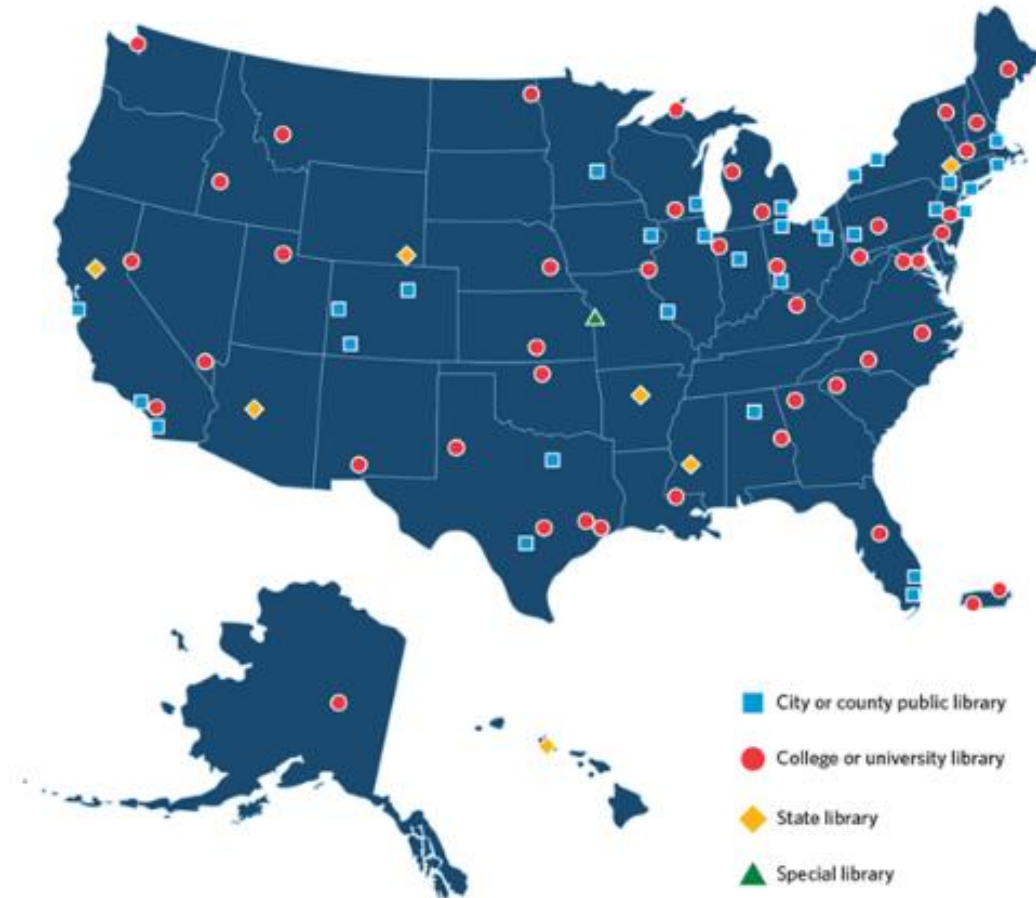 City or county public library
College or university library
State library
Special library